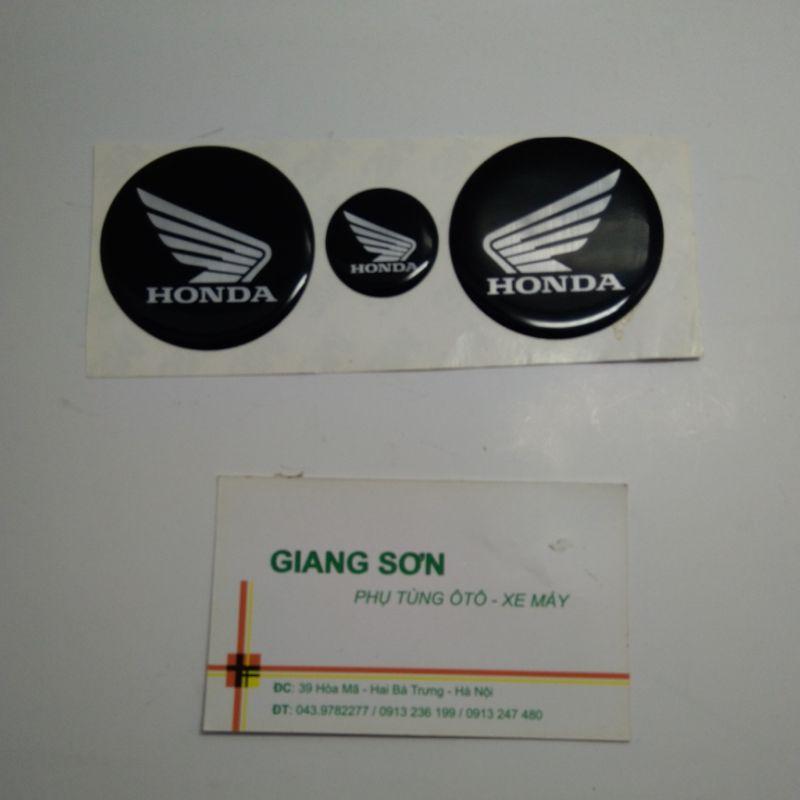 HONDA
HONDA
HONDA
GIANG SƠN
PHỤ TÙNG ÔTÔ - XE MÁY
ĐC: 39 Hòa Mã - Hai Bà Trưng - Hà Nội
ĐT: 043.9782277 / 0913 236 199 / 0913 247 480